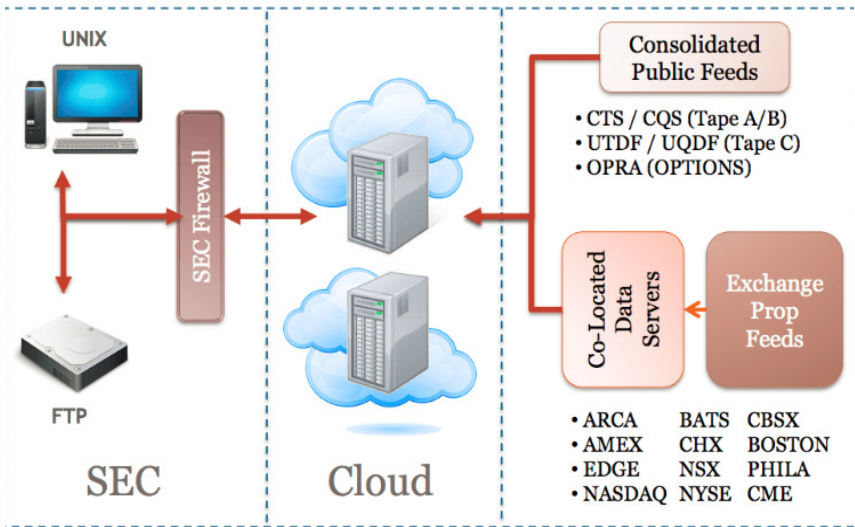 UNIX
FTP
SEC
SEC Firewall
Cloud
Consolidated
Public Feeds
• CTS / CQS (Tape A/B)
• UTDF / UQDF (Tape C)
• OPRA (OPTIONS)
Co-Located
Data
Servers
Exchange
Prop
Feeds
• ARCA BATS CBSX
• AMEX CHX BOSTON
• EDGE NSX PHILA
• NASDAQ NYSE CME